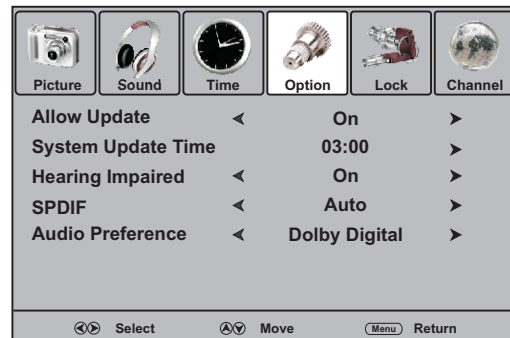 Picture Sound Time Option Lock Channel
Allow Update On
System Update Time 03:00
Hearing Impaired On
SPDIF Auto
Audio Preference Dolby Digital
Select Move Menu Return